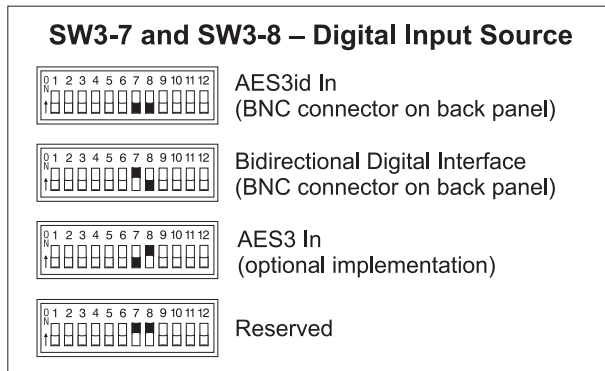 SW3-7 and SW3-8 – Digital Input Source
ON 1 2 3 4 5 6 7 8 9 10 11 12
AES3id In
(BNC connector on back panel)
ON 1 2 3 4 5 6 7 8 9 10 11 12
Bidirectional Digital Interface
(BNC connector on back panel)
ON 1 2 3 4 5 6 7 8 9 10 11 12
AES3 In
(optional implementation)
ON 1 2 3 4 5 6 7 8 9 10 11 12
Reserved